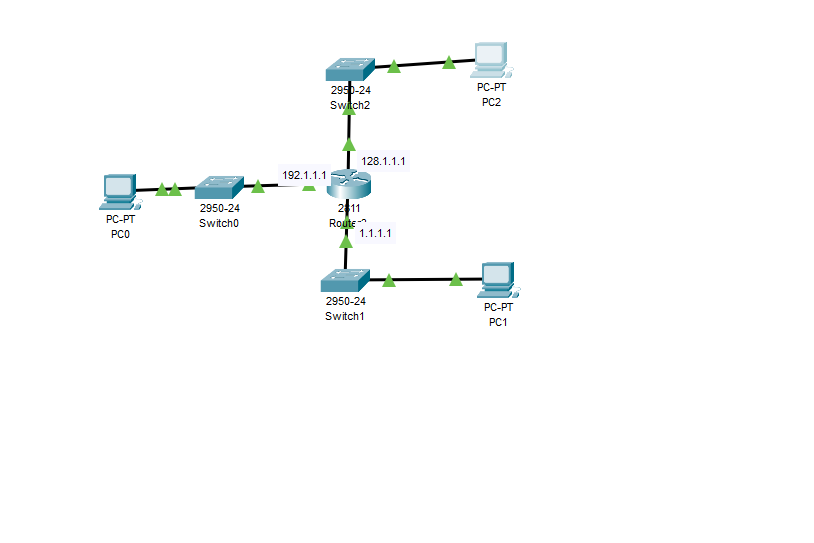 2950-24
Switch2
PC-PT
PC2
128.1.1.1
192.1.1.1
PC-PT
PC0
2950-24
Switch0
2811
1.1.1.1
2950-24
Switch1
PC-PT
PC1